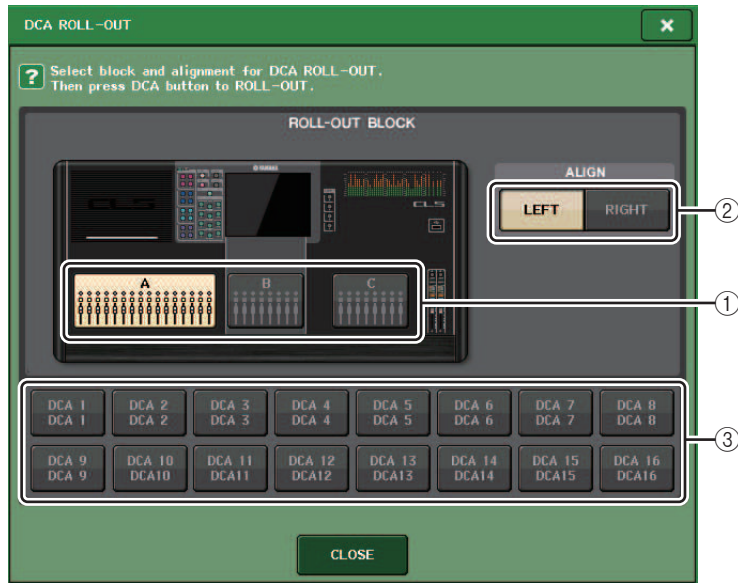 DCA ROLL-OUT
×
? Select block and alignment for DCA ROLL-OUT.
Then press DCA button to ROLL-OUT.
ROLL-OUT BLOCK
YAMAHA
CL5
CL5
ALIGN
LEFT RIGHT
②
A B C
①
DCA 1 DCA 2 DCA 3 DCA 4 DCA 5 DCA 6 DCA 7 DCA 8
DCA 1 DCA 2 DCA 3 DCA 4 DCA 5 DCA 6 DCA 7 DCA 8
③
DCA 9 DCA 10 DCA 11 DCA 12 DCA 13 DCA 14 DCA 15 DCA 16
DCA 9 DCA10 DCA11 DCA12 DCA13 DCA14 DCA15 DCA16
CLOSE